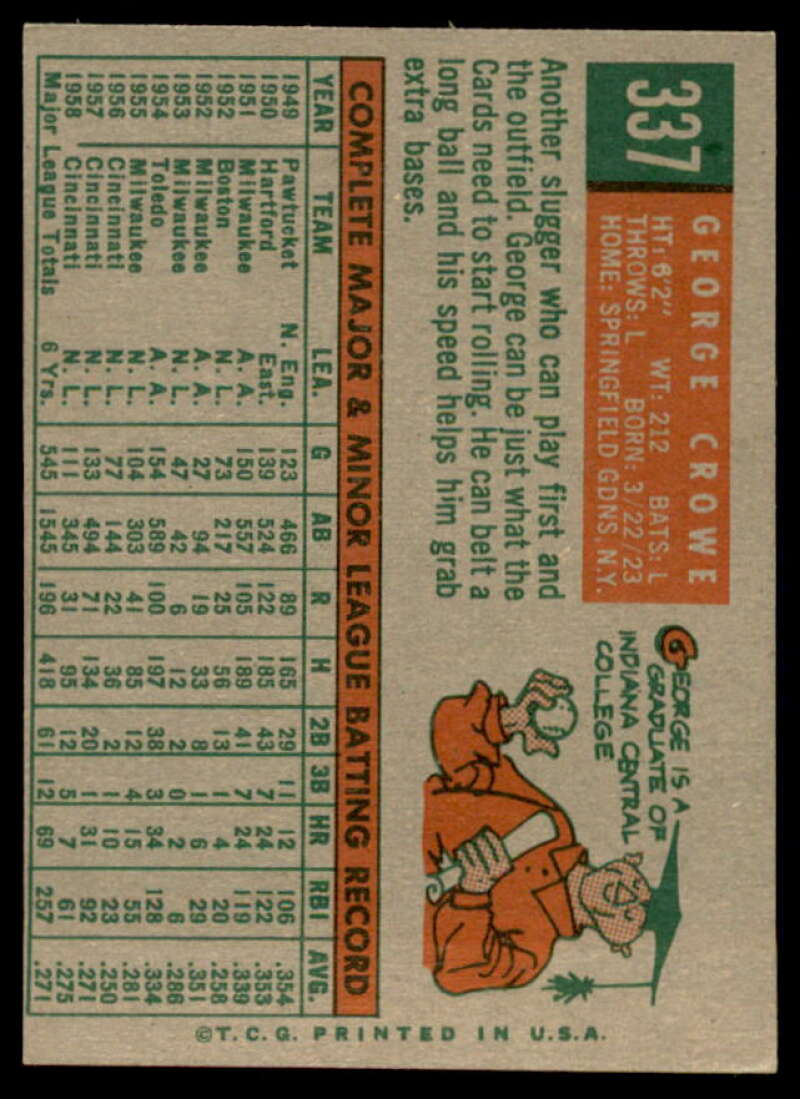 337
GEORGE CROWE
HT: 6'2" WT: 212 BATS: L
THROWS: L BORN: 3/22/23
HOME: SPRINGFIELD GDNS, N.Y.
Another slugger who can play first and
the outfield. George can be just what the
Cards need to start rolling. He can belt a
long ball and his speed helps him grab
extra bases.
GEORGE IS A
GRADUATE OF
INDIANA CENTRAL
COLLEGE
COMPLETE MAJOR & MINOR LEAGUE BATTING RECORD
YEAR TEAM LEA. G AB R H 2B 3B HR RBI AVG.
1949 Pawtucket N. Eng. 123 466 89 165 29 11 12 106 .354
1950 Hartford East. 139 524 122 185 43 7 24 122 .353
1951 Milwaukee A. A. 150 557 105 189 41 7 24 119 .339
1952 Boston N. L. 73 217 25 56 13 1 4 20 .258
1952 Milwaukee A. A. 27 94 19 33 8 1 6 29 .351
1953 Milwaukee N. L. 47 42 6 12 2 0 2 6 .286
1954 Toledo A. A. 154 589 100 197 38 3 34 128 .334
1955 Milwaukee N. L. 104 303 41 85 12 4 15 55 .281
1956 Cincinnati N. L. 77 144 22 36 2 1 10 23 .250
1957 Cincinnati N. L. 133 494 71 134 20 1 31 92 .271
1958 Cincinnati N. L. 111 345 31 95 12 5 7 61 .275
Major League Totals 6 Yrs. 545 1545 196 418 61 12 69 257 .271
©T.C.G. PRINTED IN U.S.A.